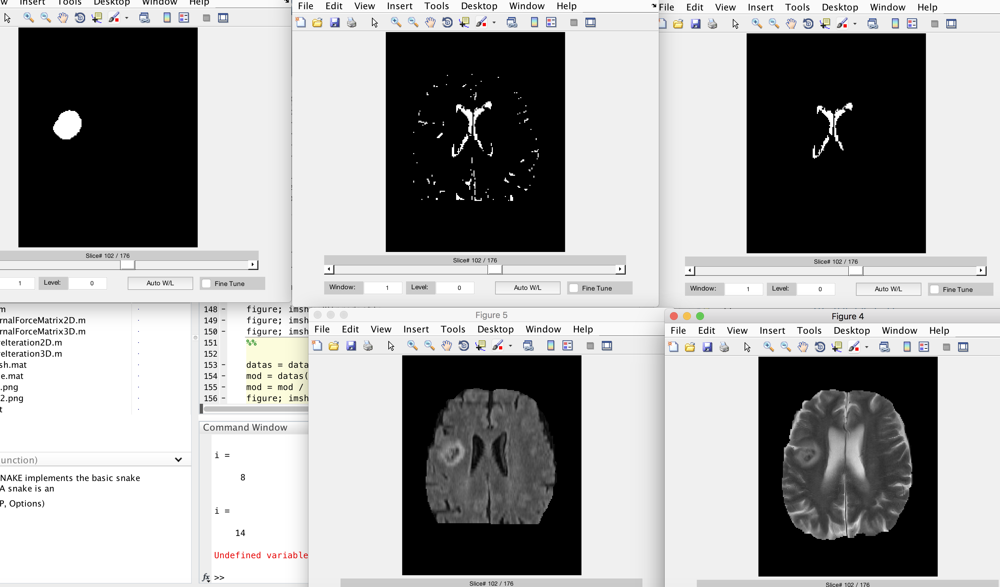 Insert Tools Desktop Window Help
Slice# 102 / 176
1 Level: 0 Auto W/L Fine Tune
File Edit View Insert Tools Desktop Window Help
Slice# 102 / 176
Window: 1 Level: 0 Auto W/L Fine Tune
File Edit View Insert Tools Desktop Window Help
Slice# 102 / 176
Window: 1 Level: 0 Auto W/L Fine Tune
m
rnalForceMatrix2D.m
rnalForceMatrix3D.m
eIteration2D.m
eIteration3D.m
sh.mat
e.mat
.png
2.png
t
unction)
NAKE implements the basic snake
A snake is an
P, Options)
148 - figure; imsh
149 - figure; imsh
150 - figure; imsh
151 %%
152
153 - datas = data
154 - mod = datas(
155 - mod = mod /
156 - figure; imsh
Command Window
i =
8
i =
14
Undefined variable
fx >>
Figure 5
File Edit View Insert Tools Desktop Window Help
Slice# 102 / 176
Figure 4
File Edit View Insert Tools Desktop Window Help
Slice# 102 / 176